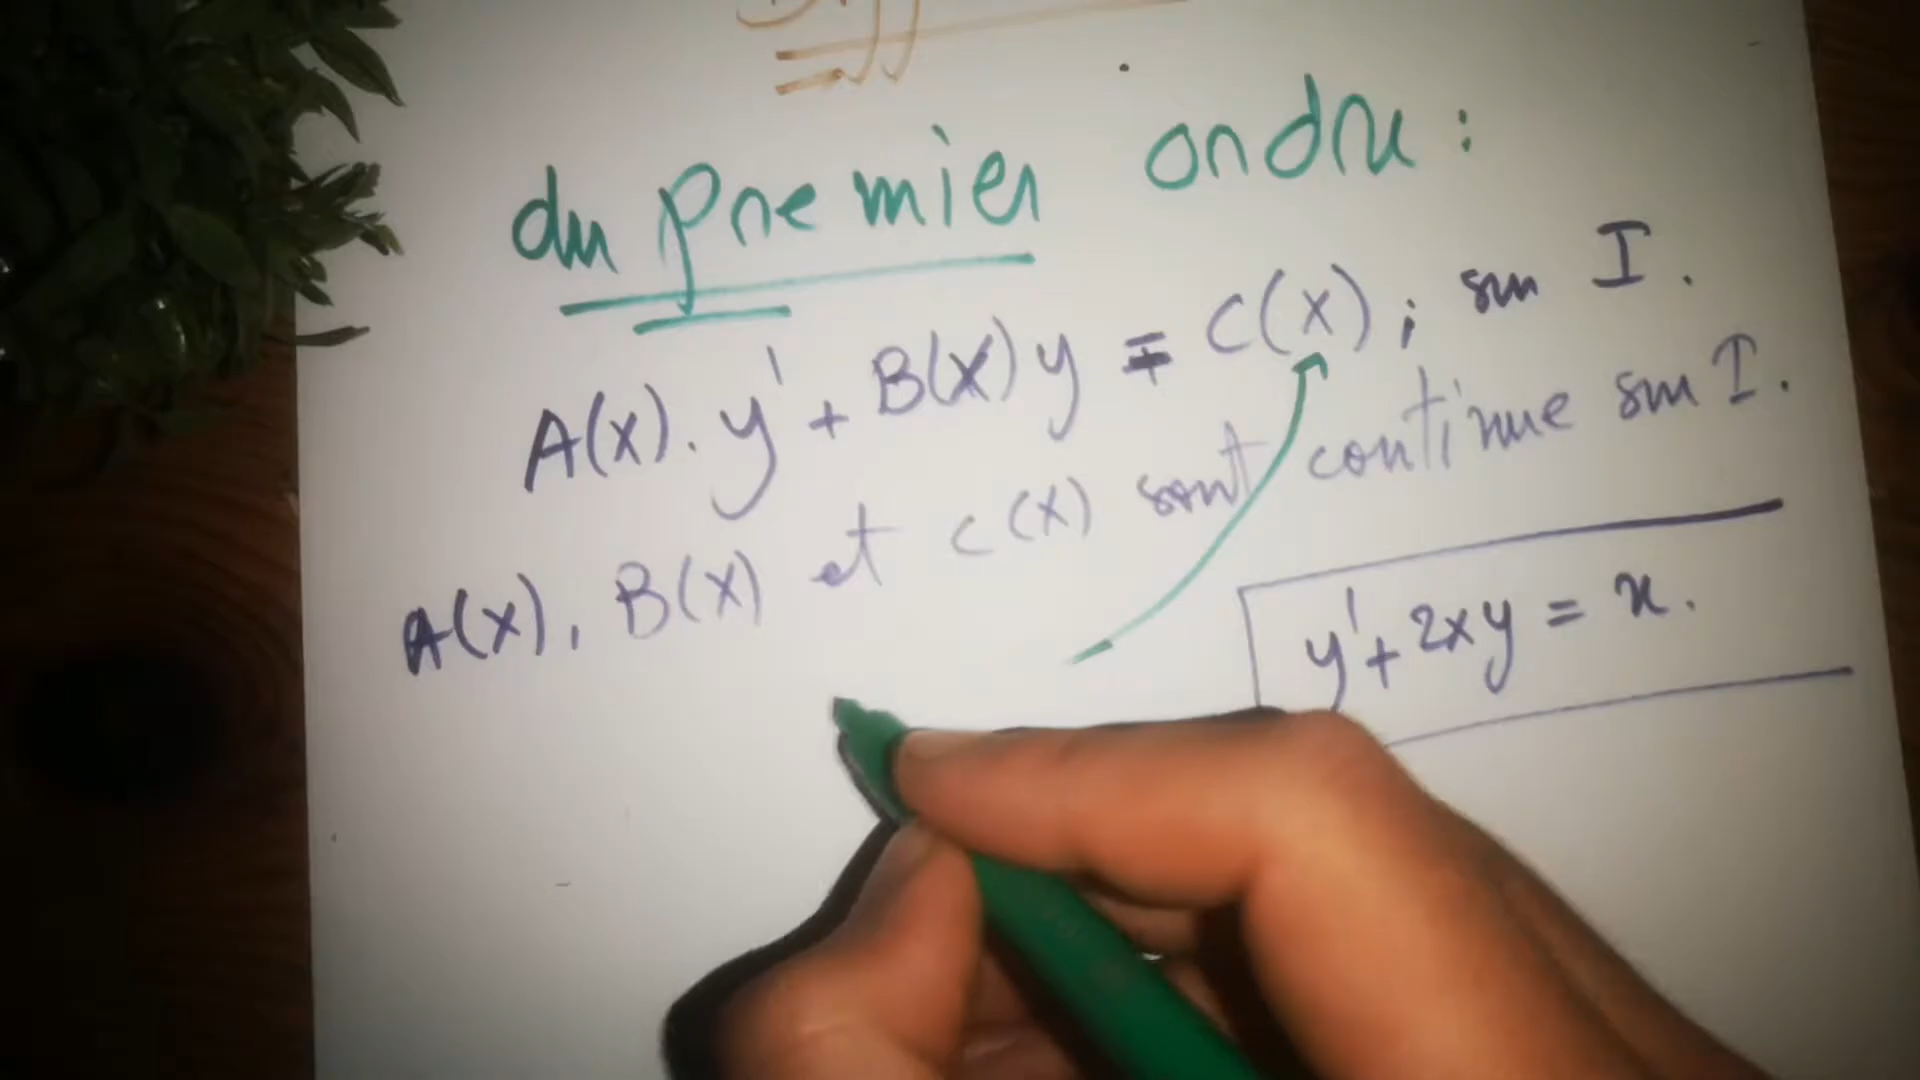 du premier ordre :
A(x). y' + B(x) y = C(x) ; sur I.
A(x), B(x) et C(x) sont continue sur I.
y' + 2xy = x.